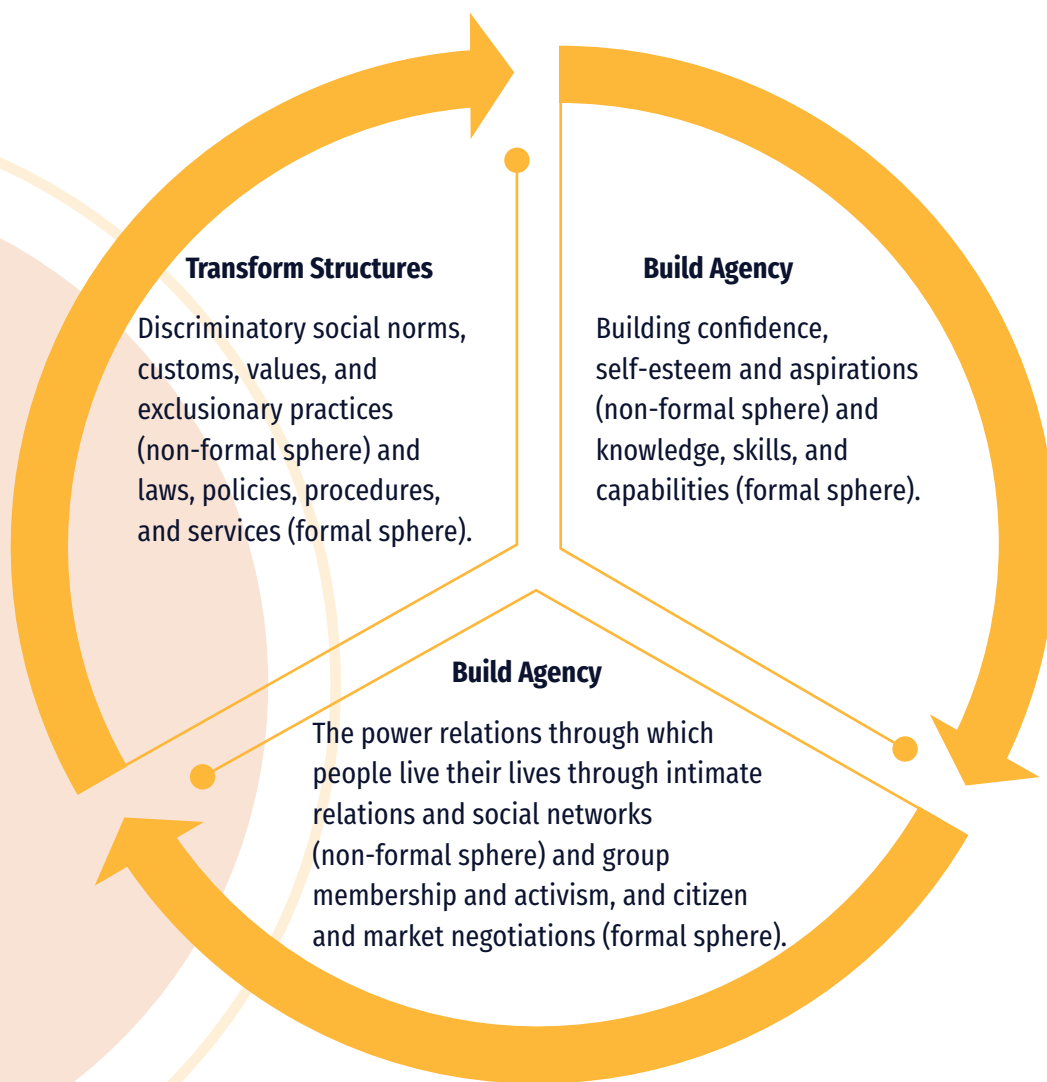 Transform Structures
Discriminatory social norms,
customs, values, and
exclusionary practices
(non-formal sphere) and
laws, policies, procedures,
and services (formal sphere).
Build Agency
Building confidence,
self-esteem and aspirations
(non-formal sphere) and
knowledge, skills, and
capabilities (formal sphere).
Build Agency
The power relations through which
people live their lives through intimate
relations and social networks
(non-formal sphere) and group
membership and activism, and citizen
and market negotiations (formal sphere).